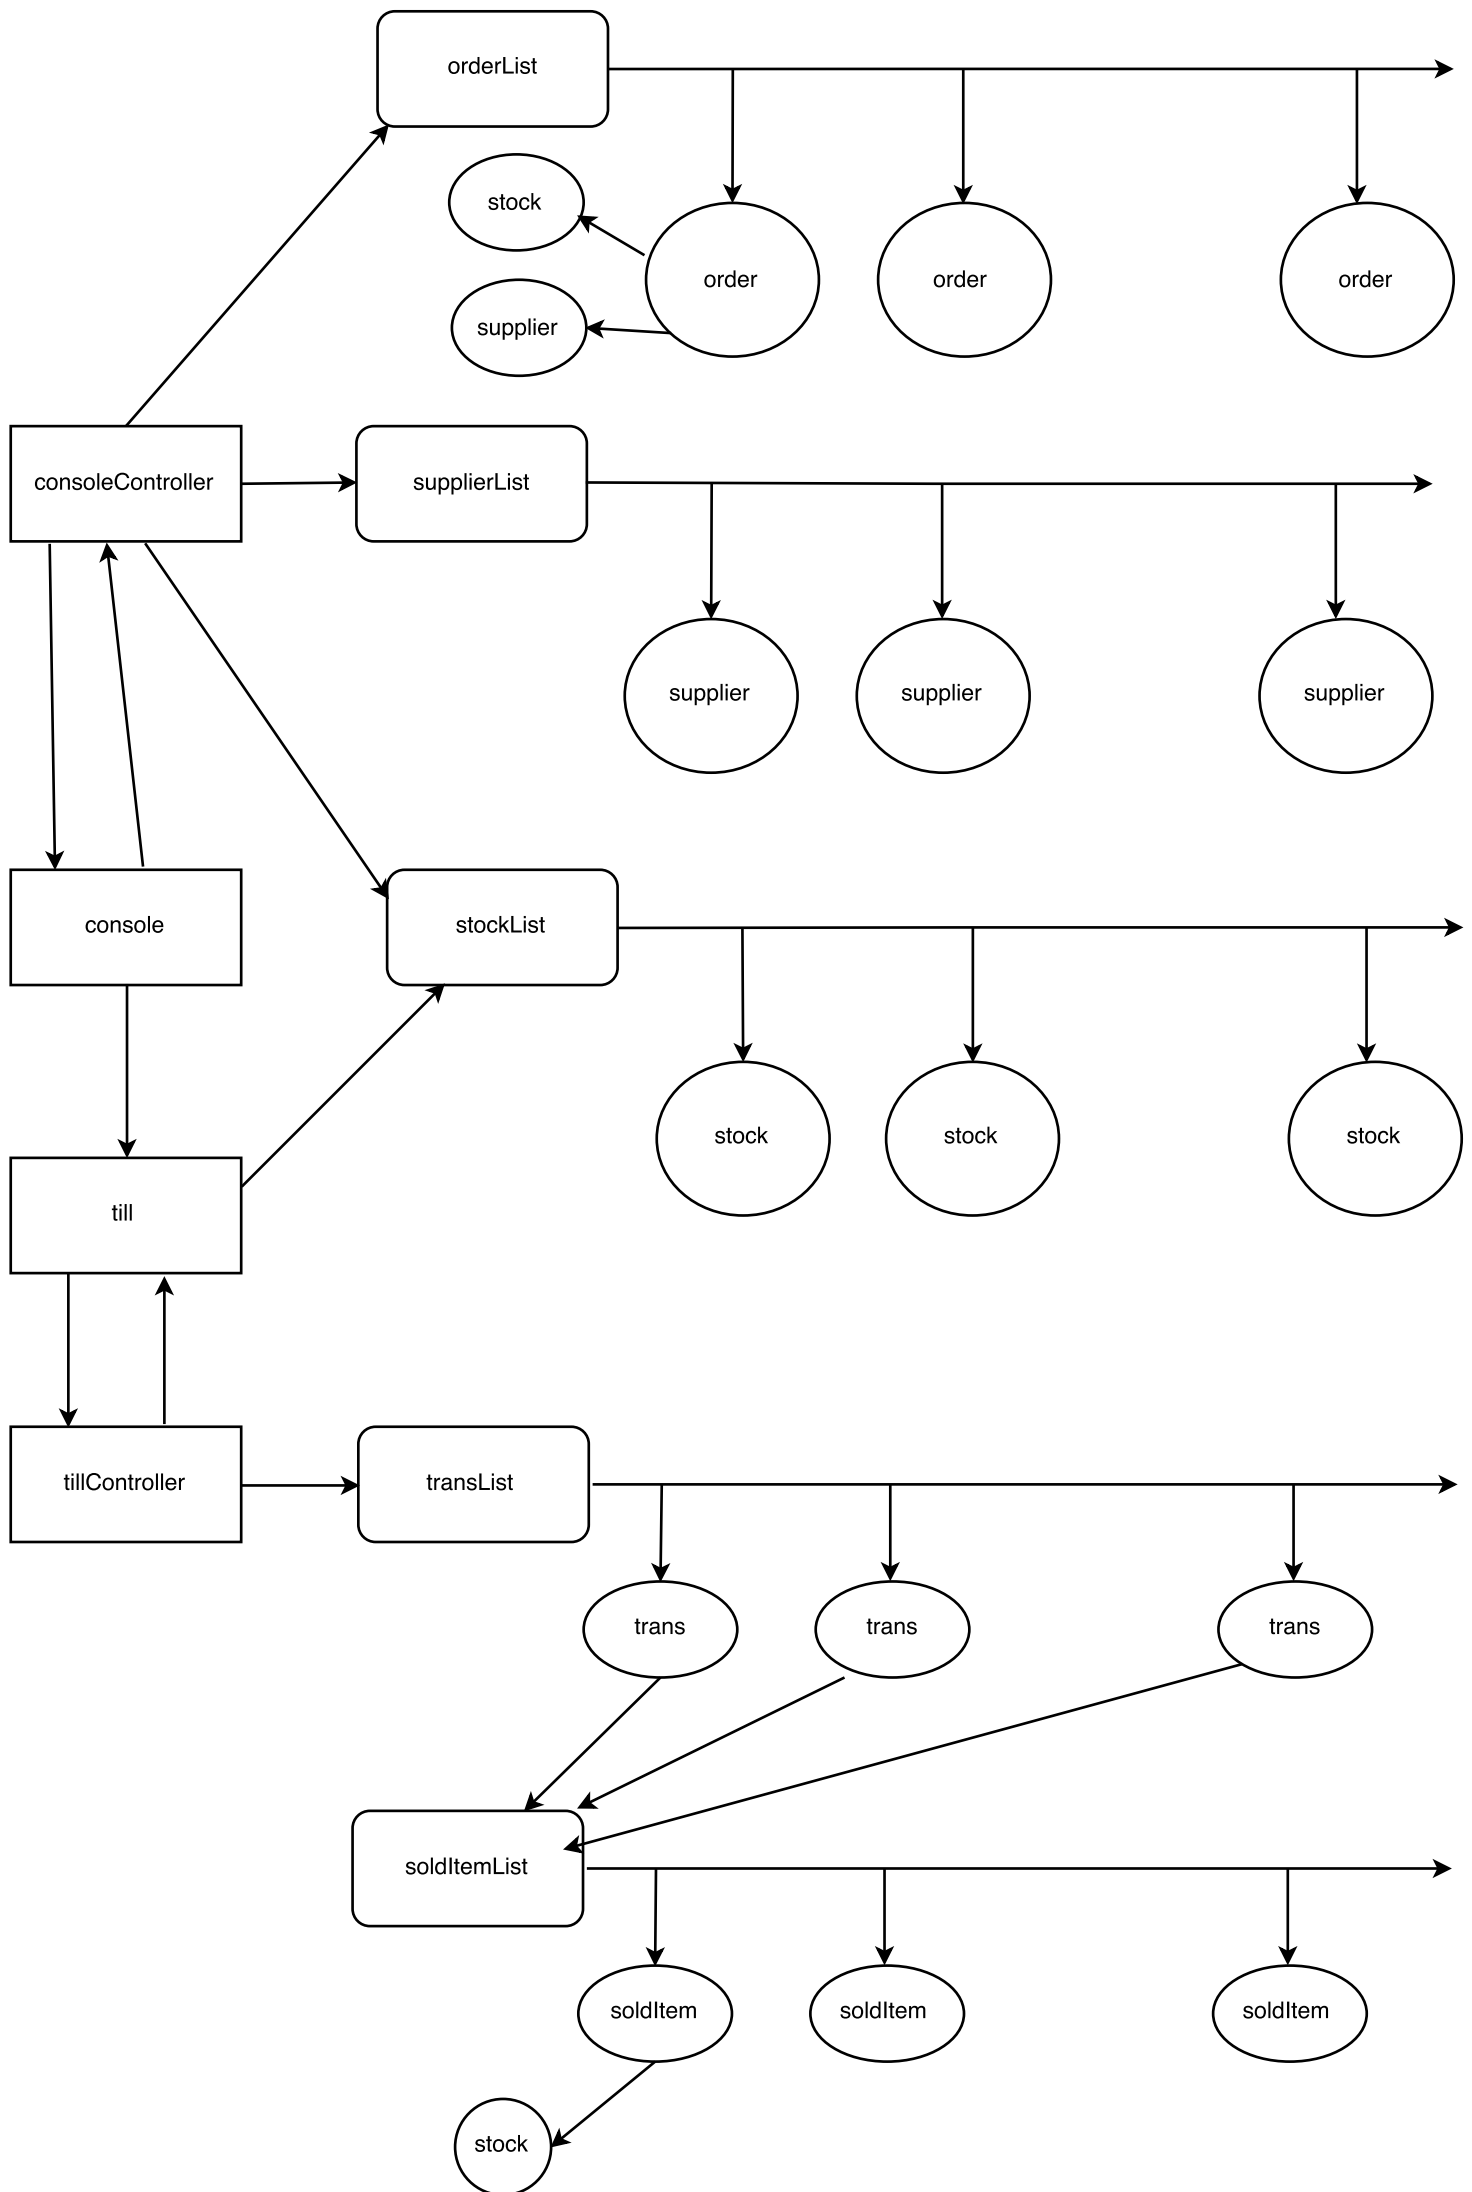 orderList
stock
order
order
order
supplier
consoleController
supplierList
supplier
supplier
supplier
console
stockList
stock
stock
stock
till
tillController
transList
trans
trans
trans
soldItemList
soldItem
soldItem
soldItem
stock